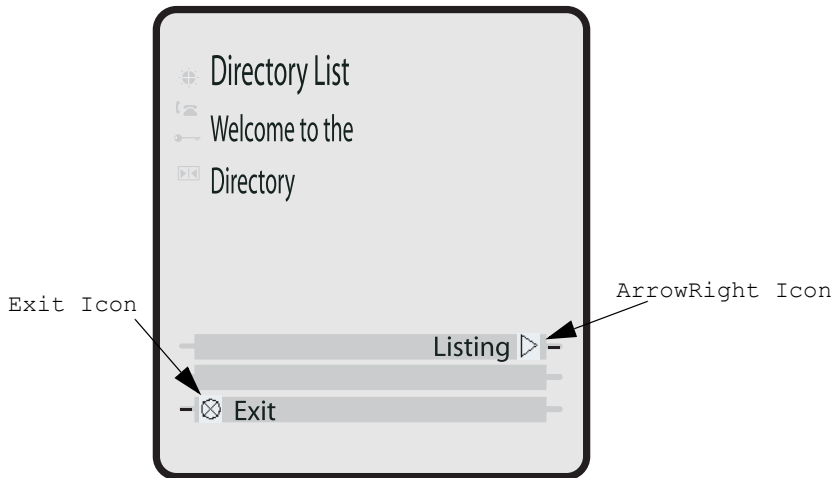 Directory List
Welcome to the
Directory
Exit Icon
ArrowRight Icon
Listing
Exit